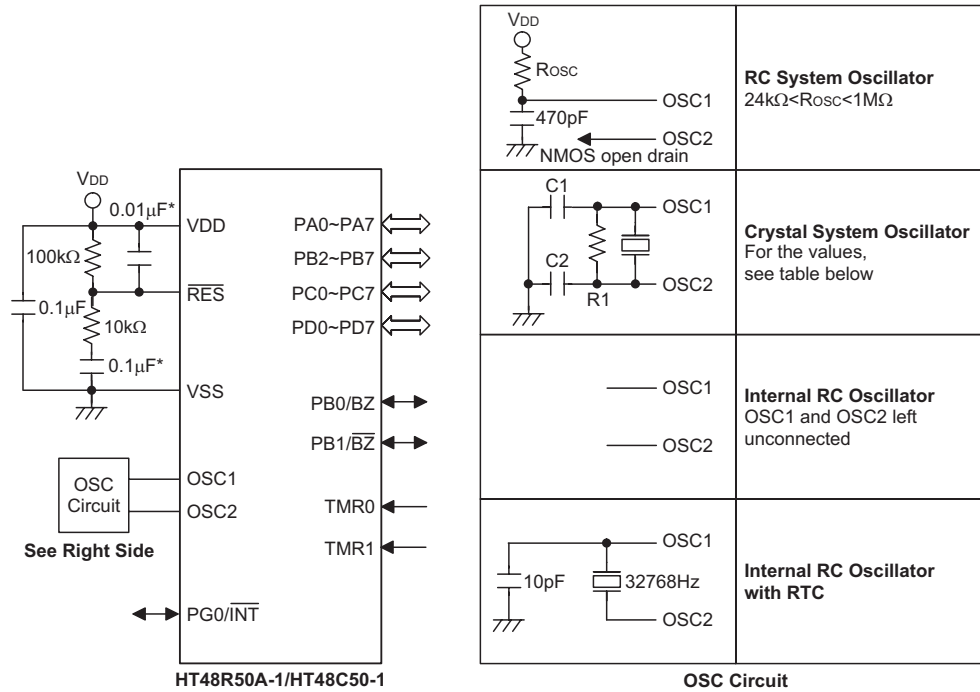 VDD
0.01μF*
100kΩ
0.1μF
10kΩ
0.1μF*
VDD
RES
VSS
OSC1
OSC2
PG0/INT
OSC
Circuit
See Right Side
PA0~PA7
PB2~PB7
PC0~PC7
PD0~PD7
PB0/BZ
PB1/BZ
TMR0
TMR1
HT48R50A-1/HT48C50-1
VDD
ROSC
OSC1
470pF
OSC2
NMOS open drain
RC System Oscillator
24kΩ<ROSC<1MΩ
C1
OSC1
C2
OSC2
R1
Crystal System Oscillator
For the values,
see table below
OSC1
OSC2
Internal RC Oscillator
OSC1 and OSC2 left
unconnected
OSC1
10pF
32768Hz
OSC2
Internal RC Oscillator
with RTC
OSC Circuit